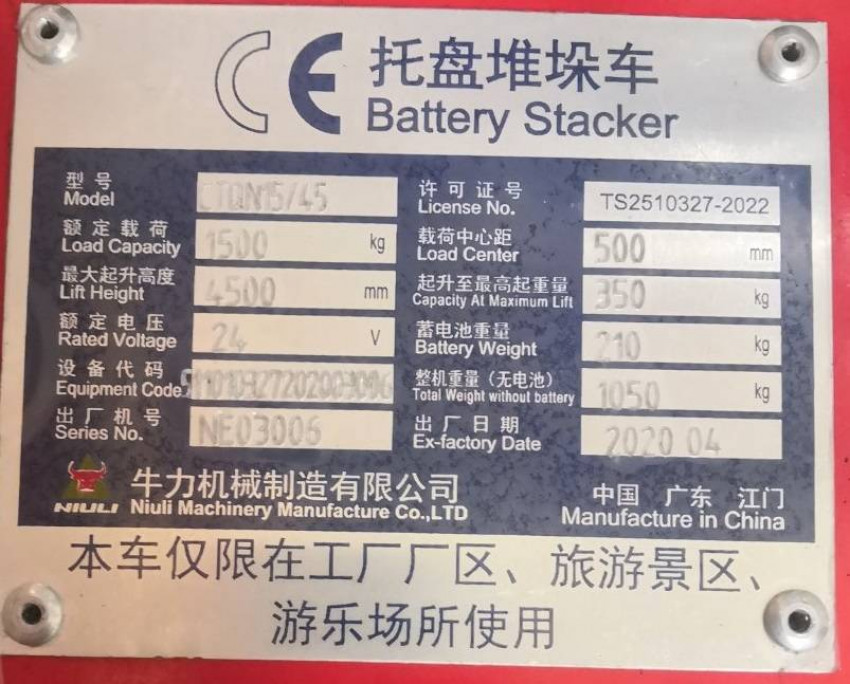 CE 托盘堆垛车
Battery Stacker
型号 CTQN15/45 许可证号 TS2510327-2022
Model License No.
额定载荷 1500 kg 载荷中心距 500 mm
Load Capacity Load Center
最大起升高度 4500 mm 起升至最高起重量 350 kg
Lift Height Capacity At Maximum Lift
额定电压 24 V 蓄电池重量 210 kg
Rated Voltage Battery Weight
设备代码 整机重量（无电池） 1050 kg
Equipment Code Total Weight without battery
出厂机号 NE03006 出厂日期 2020 04
Series No. Ex-factory Date
NIULI 牛力机械制造有限公司 中国 广东 江门
Niuli Machinery Manufacture Co.,LTD Manufacture in China
本车仅限在工厂厂区、旅游景区、
游乐场所使用